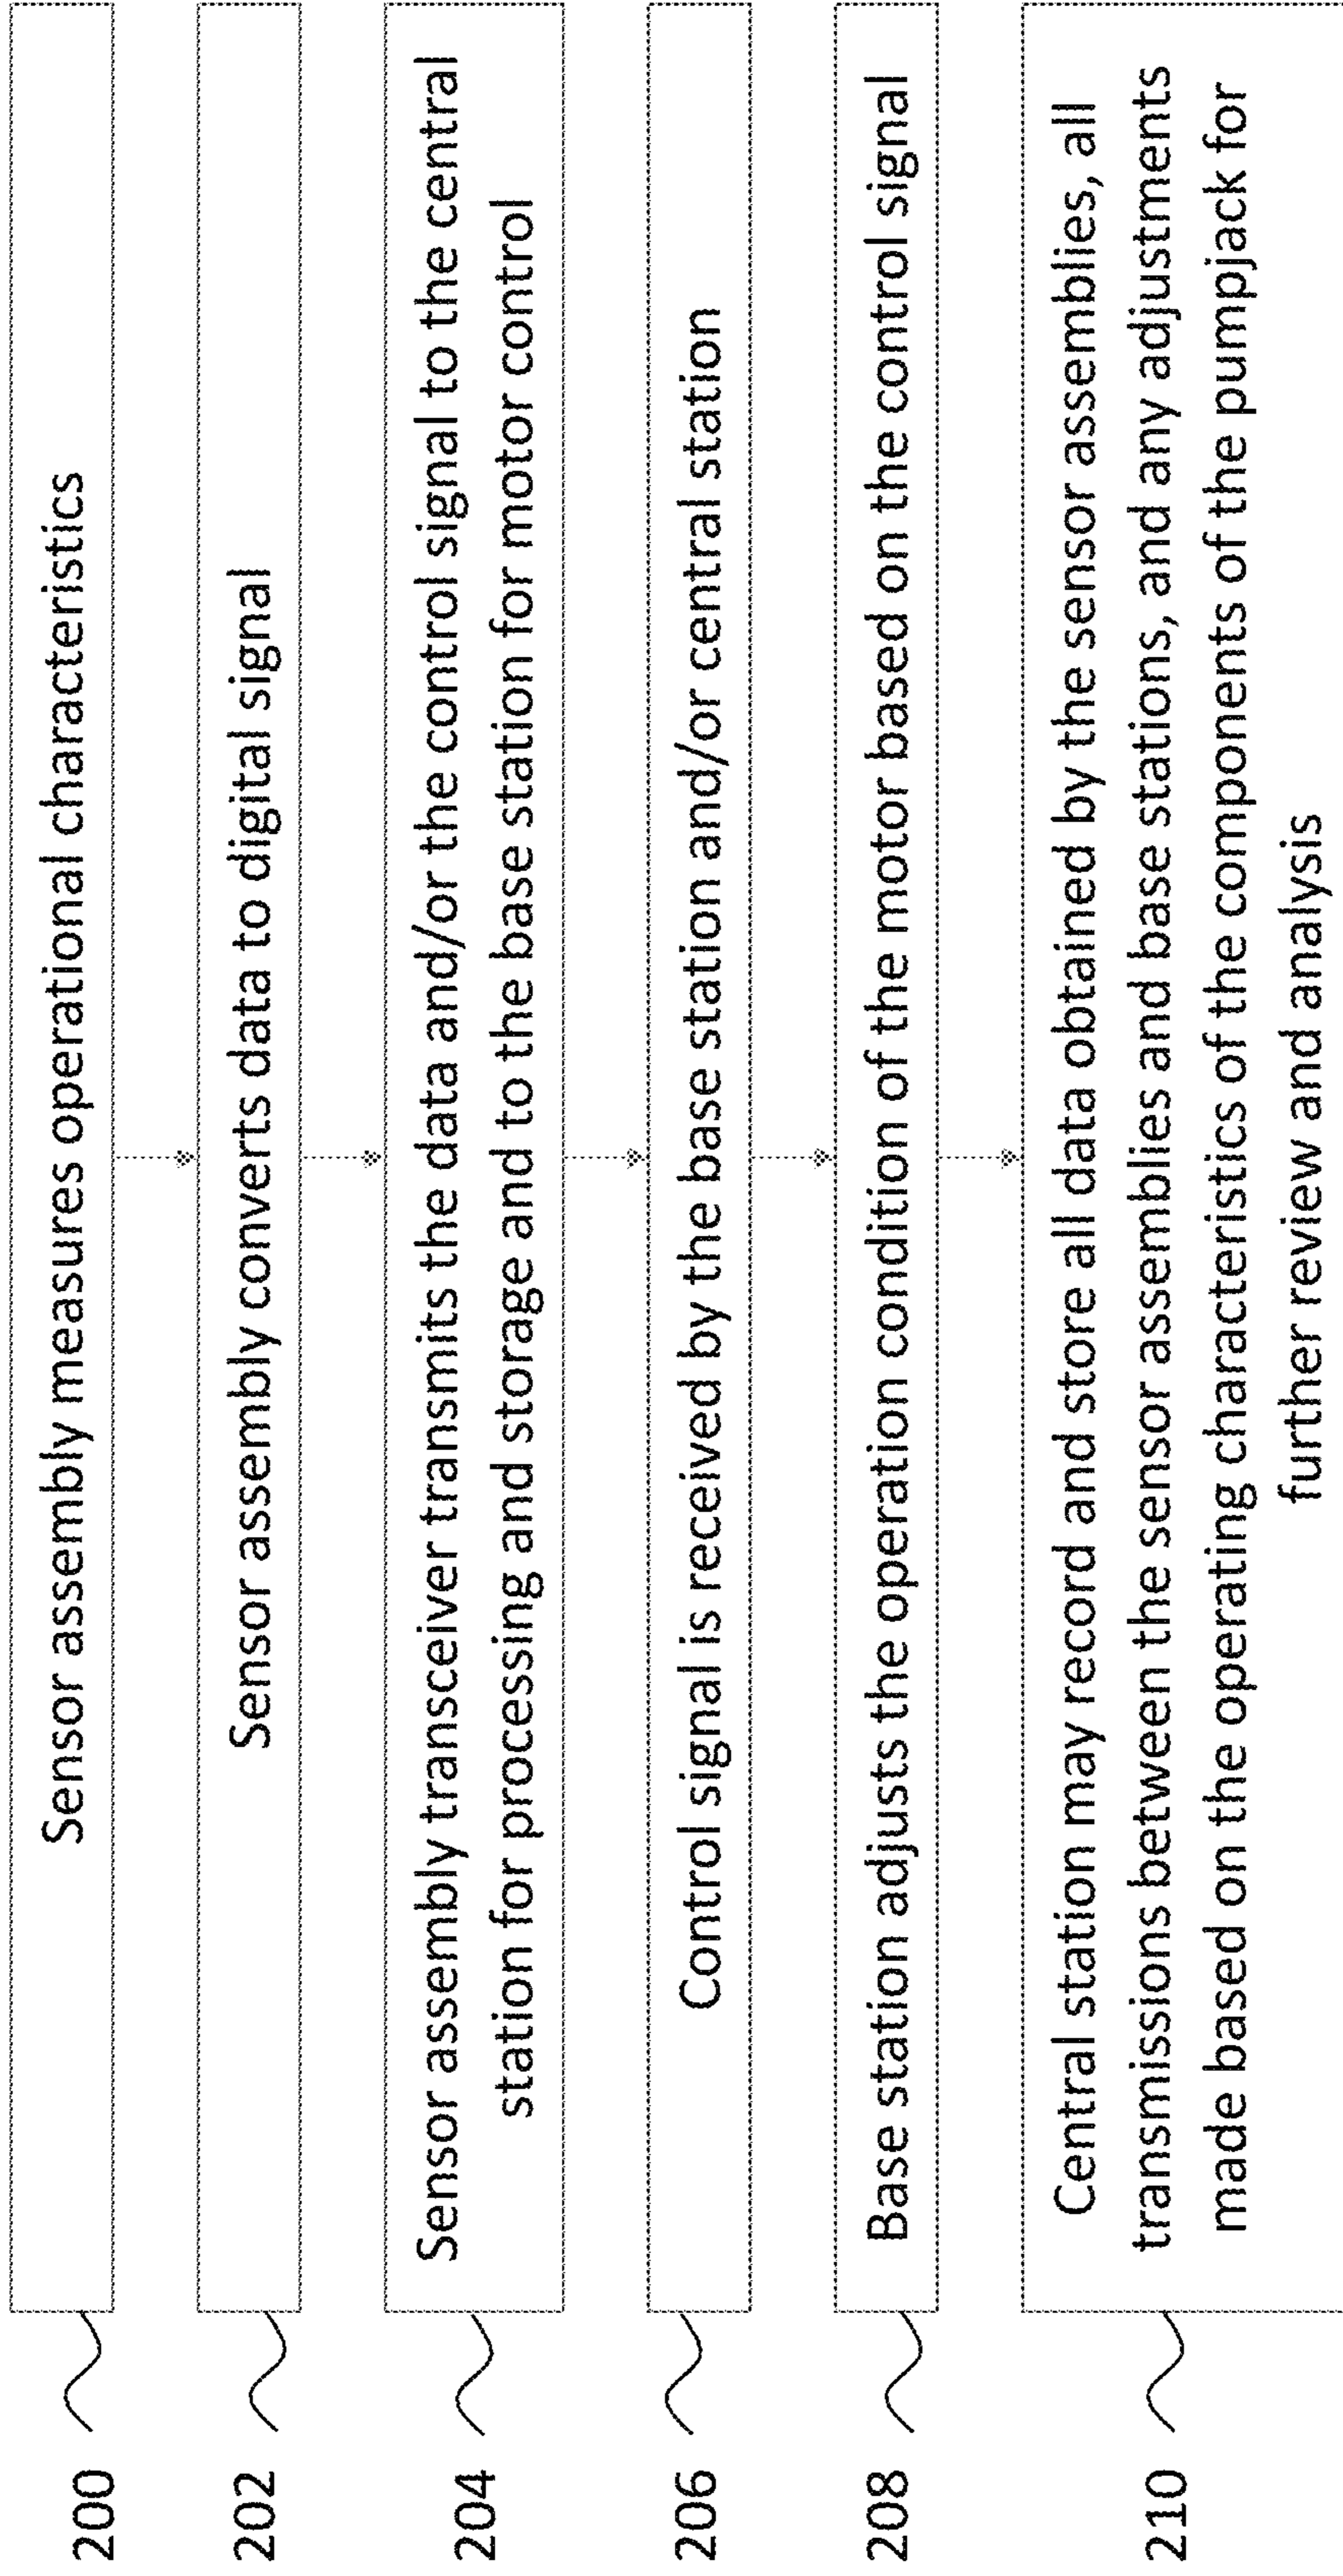 200
Sensor assembly measures operational characteristics
202
Sensor assembly converts data to digital signal
204
Sensor assembly transceiver transmits the data and/or the control signal to the central
station for processing and storage and to the base station for motor control
206
Control signal is received by the base station and/or central station
208
Base station adjusts the operation condition of the motor based on the control signal
210
Central station may record and store all data obtained by the sensor assemblies, all
transmissions between the sensor assemblies and base stations, and any adjustments
made based on the operating characteristics of the components of the pumpjack for
further review and analysis